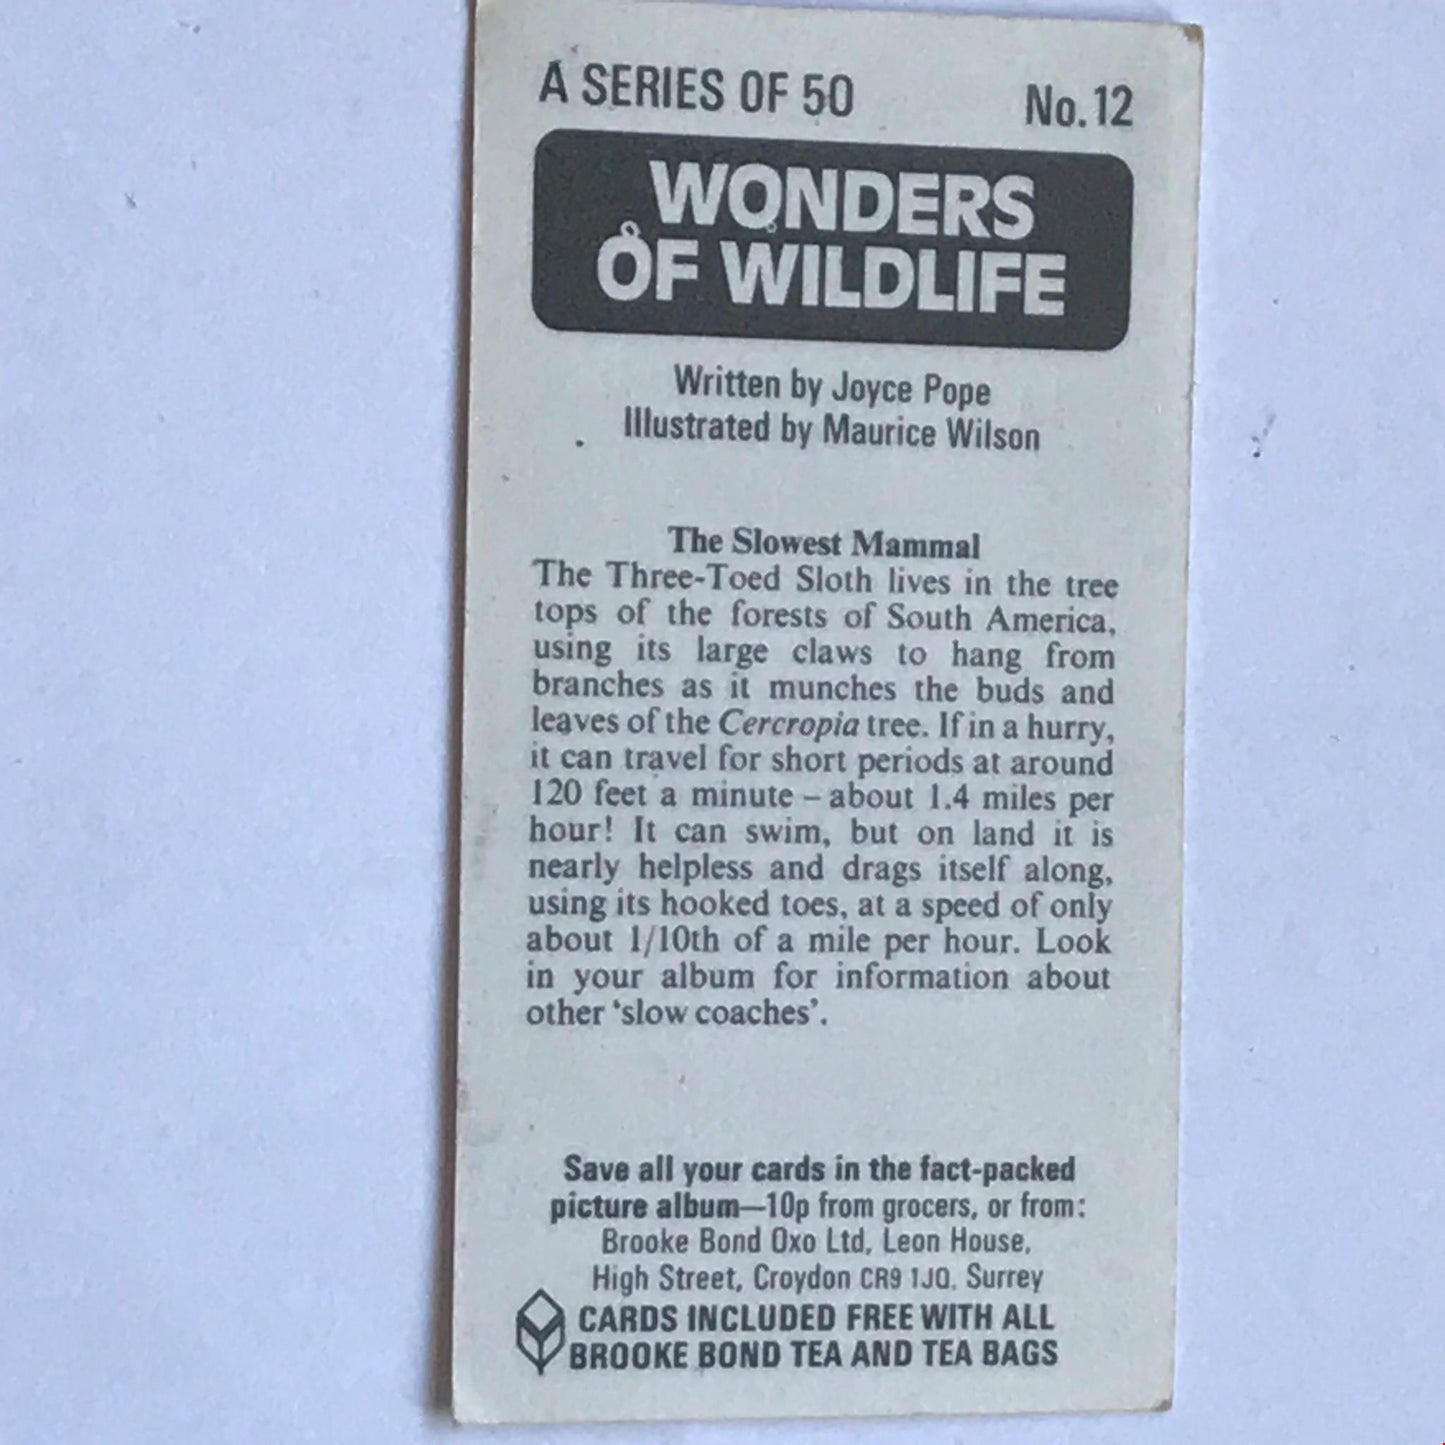 A SERIES OF 50 No.12
WONDERS
OF WILDLIFE
Written by Joyce Pope
Illustrated by Maurice Wilson
The Slowest Mammal
The Three-Toed Sloth lives in the tree
tops of the forests of South America,
using its large claws to hang from
branches as it munches the buds and
leaves of the Cercropia tree. If in a hurry,
it can travel for short periods at around
120 feet a minute – about 1.4 miles per
hour! It can swim, but on land it is
nearly helpless and drags itself along,
using its hooked toes, at a speed of only
about 1/10th of a mile per hour. Look
in your album for information about
other ‘slow coaches’.
Save all your cards in the fact-packed
picture album—10p from grocers, or from:
Brooke Bond Oxo Ltd, Leon House,
High Street, Croydon CR9 1JQ, Surrey
CARDS INCLUDED FREE WITH ALL
BROOKE BOND TEA AND TEA BAGS